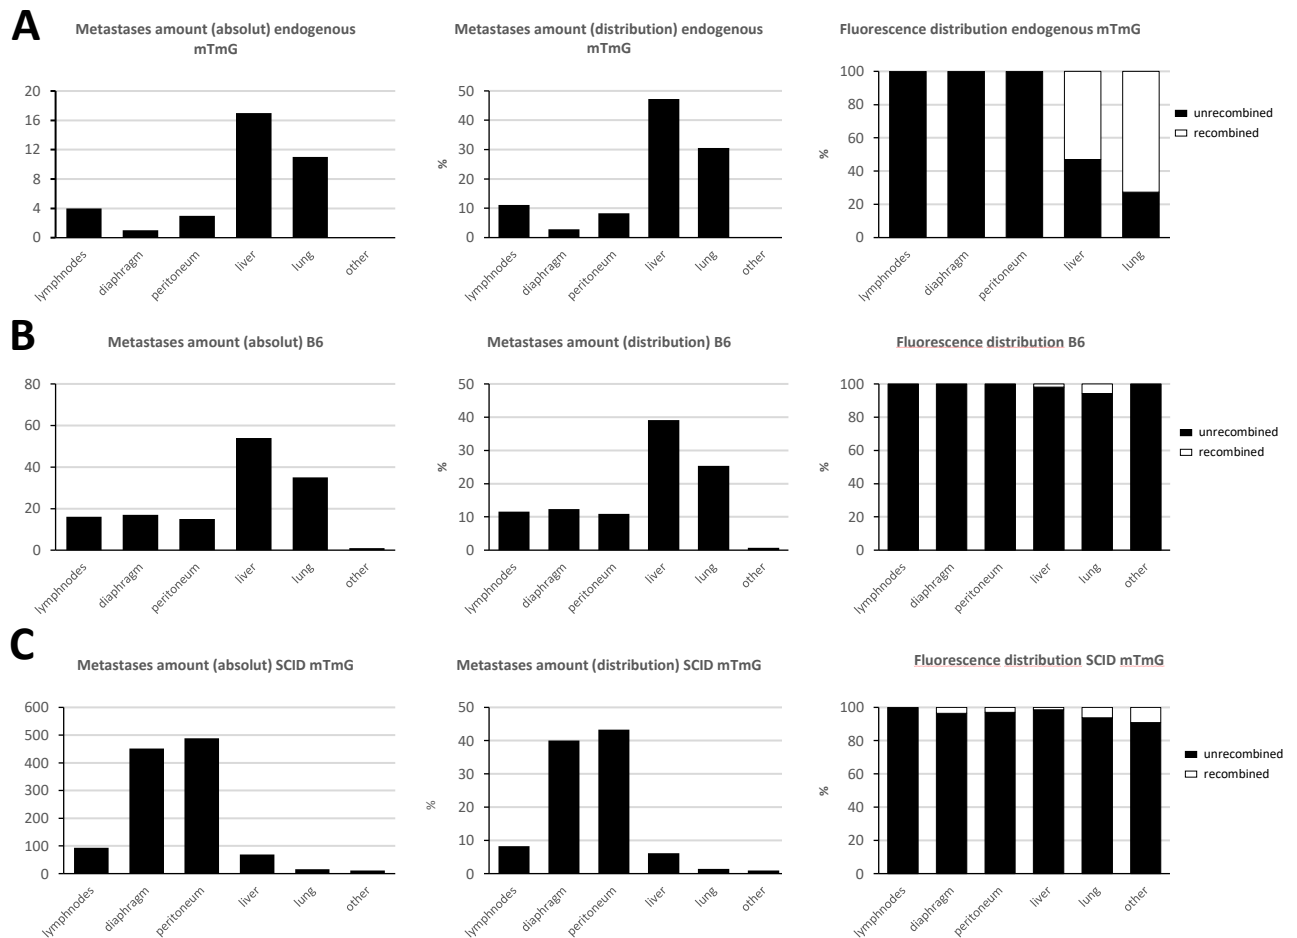 A
Metastases amount (absolut) endogenous
mTmG
20
16
12
8
4
0
lymphnodes
diaphragm
peritoneum
liver
lung
other
Metastases amount (distribution) endogenous
mTmG
%
50
40
30
20
10
0
lymphnodes
diaphragm
peritoneum
liver
lung
other
Fluorescence distribution endogenous mTmG
%
100
80
60
40
20
0
lymphnodes
diaphragm
peritoneum
liver
lung
unrecombined
recombined
B
Metastases amount (absolut) B6
80
60
40
20
0
lymphnodes
diaphragm
peritoneum
liver
lung
other
Metastases amount (distribution) B6
%
50
40
30
20
10
0
lymphnodes
diaphragm
peritoneum
liver
lung
other
Fluorescence distribution B6
%
100
80
60
40
20
0
lymphnodes
diaphragm
peritoneum
liver
lung
other
unrecombined
recombined
C
Metastases amount (absolut) SCID mTmG
600
500
400
300
200
100
0
lymphnodes
diaphragm
peritoneum
liver
lung
other
Metastases amount (distribution) SCID mTmG
%
50
40
30
20
10
0
lymphnodes
diaphragm
peritoneum
liver
lung
other
Fluorescence distribution SCID mTmG
%
100
80
60
40
20
0
lymphnodes
diaphragm
peritoneum
liver
lung
other
unrecombined
recombined